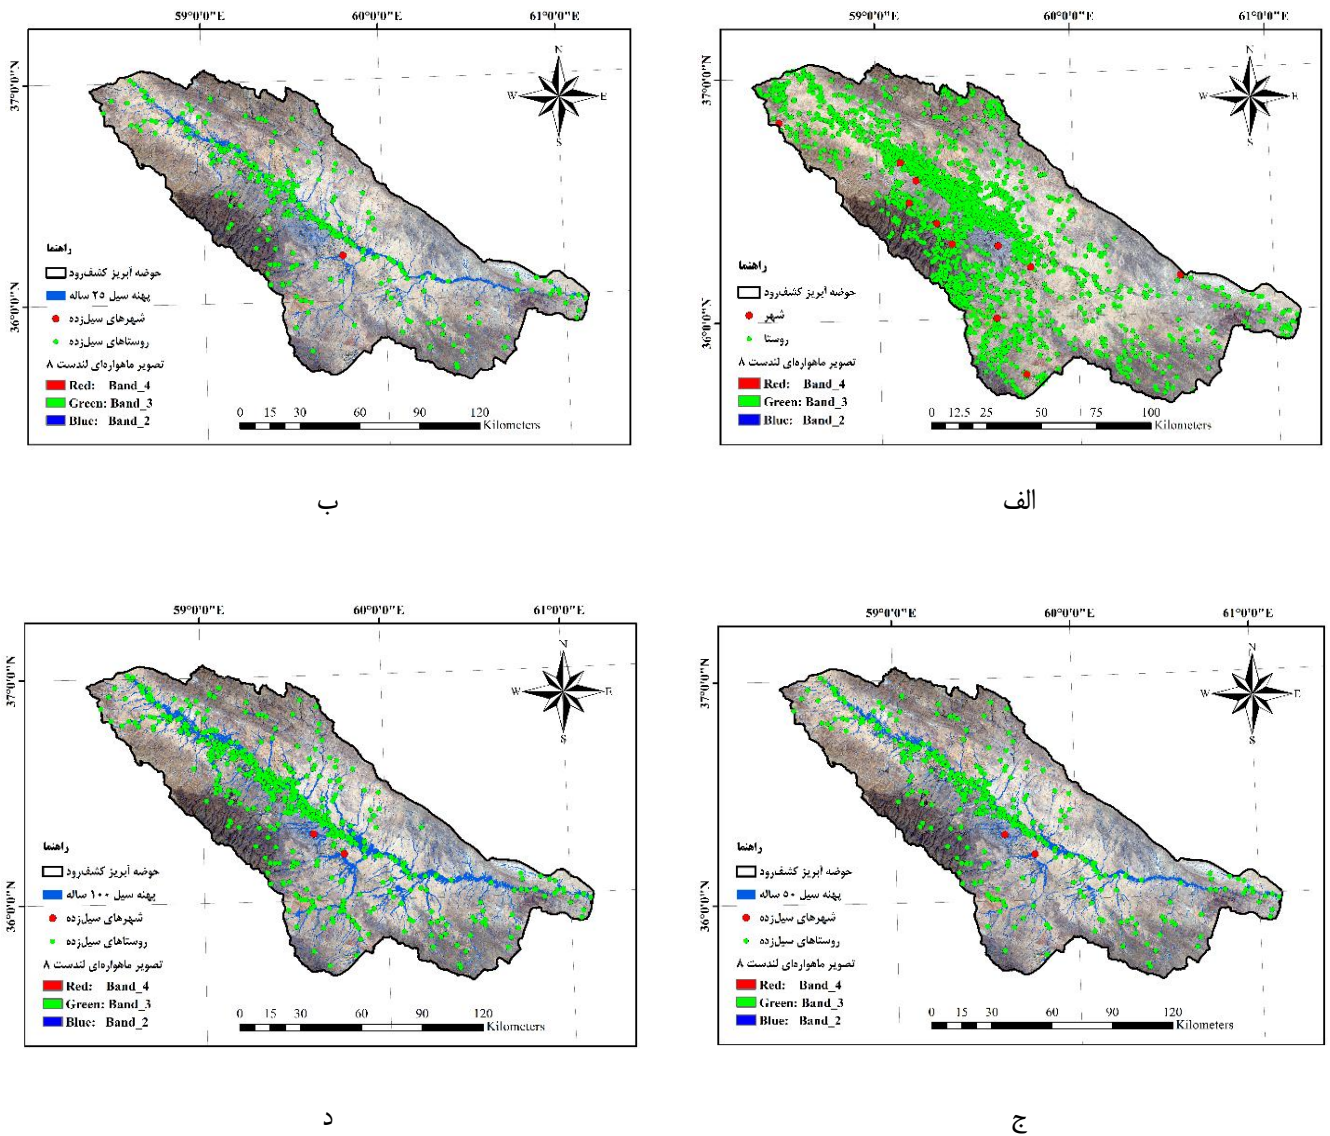 59°0'0"E 60°0'0"E 61°0'0"E
37°0'0"N
36°0'0"N
N
W E
S
راهنما
حوضه آبریز کشف‌رود
شهر
روستا
تصویر ماهواره‌ای لندست ۸
Red: Band_4
Green: Band_3
Blue: Band_2
0 12.5 25 50 75 100
Kilometers
الف
59°0'0"E 60°0'0"E 61°0'0"E
37°0'0"N
36°0'0"N
N
W E
S
راهنما
حوضه آبریز کشف‌رود
پهنه سیل ۲۵ ساله
شهرهای سیل‌زده
روستاهای سیل‌زده
تصویر ماهواره‌ای لندست ۸
Red: Band_4
Green: Band_3
Blue: Band_2
0 15 30 60 90 120
Kilometers
ب
59°0'0"E 60°0'0"E 61°0'0"E
37°0'0"N
36°0'0"N
N
W E
S
راهنما
حوضه آبریز کشف‌رود
پهنه سیل ۵۰ ساله
شهرهای سیل‌زده
روستاهای سیل‌زده
تصویر ماهواره‌ای لندست ۸
Red: Band_4
Green: Band_3
Blue: Band_2
0 15 30 60 90 120
Kilometers
ج
59°0'0"E 60°0'0"E 61°0'0"E
37°0'0"N
36°0'0"N
N
W E
S
راهنما
حوضه آبریز کشف‌رود
پهنه سیل ۱۰۰ ساله
شهرهای سیل‌زده
روستاهای سیل‌زده
تصویر ماهواره‌ای لندست ۸
Red: Band_4
Green: Band_3
Blue: Band_2
0 15 30 60 90 120
Kilometers
د